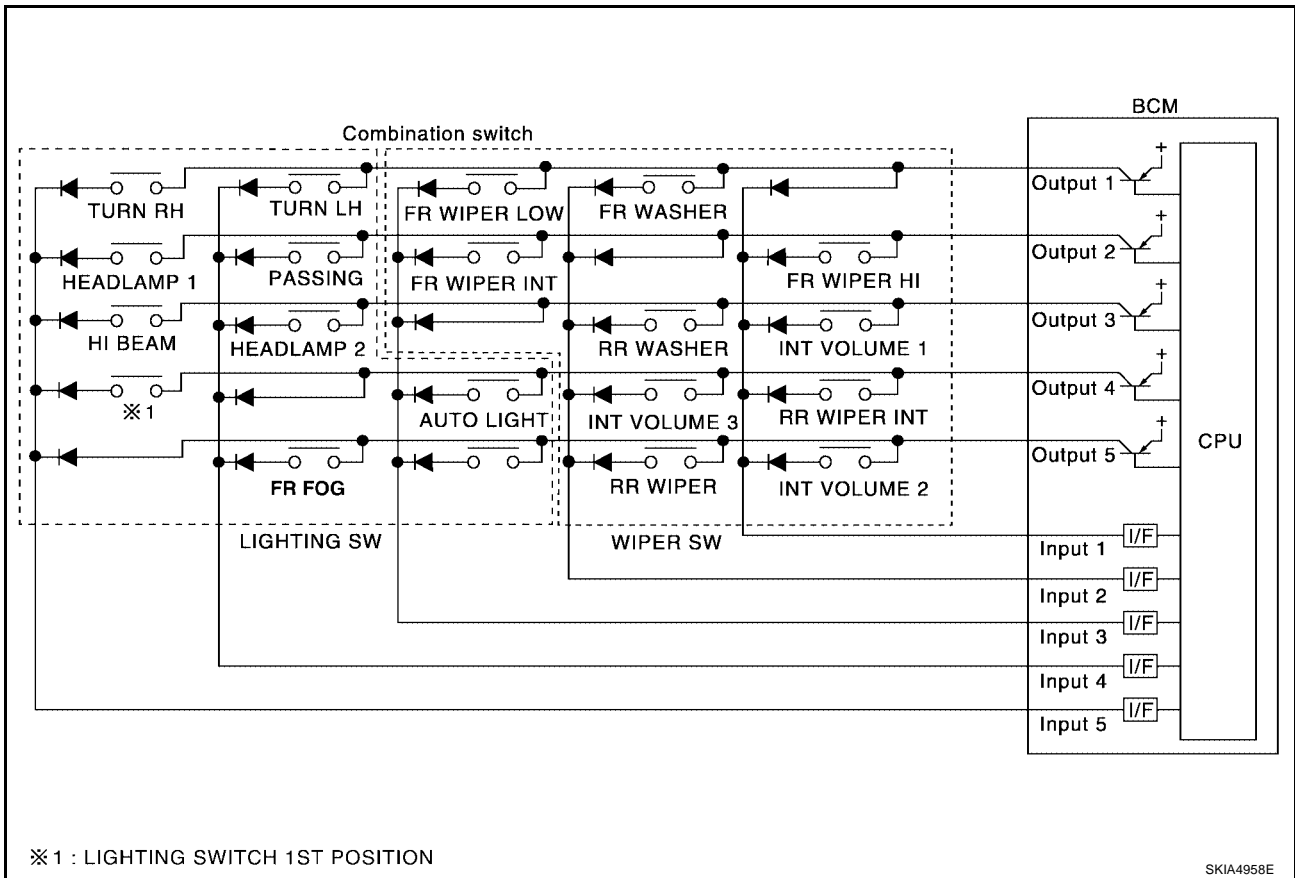 BCM
Combination switch
Output 1
+
TURN RH
TURN LH
FR WIPER LOW
FR WASHER
Output 2
+
HEADLAMP 1
PASSING
FR WIPER INT
FR WIPER HI
Output 3
+
HI BEAM
HEADLAMP 2
RR WASHER
INT VOLUME 1
Output 4
+
※1
AUTO LIGHT
INT VOLUME 3
RR WIPER INT
Output 5
+
CPU
FR FOG
RR WIPER
INT VOLUME 2
LIGHTING SW
WIPER SW
Input 1
I/F
Input 2
I/F
Input 3
I/F
Input 4
I/F
Input 5
I/F
※1 : LIGHTING SWITCH 1ST POSITION
SKIA4958E